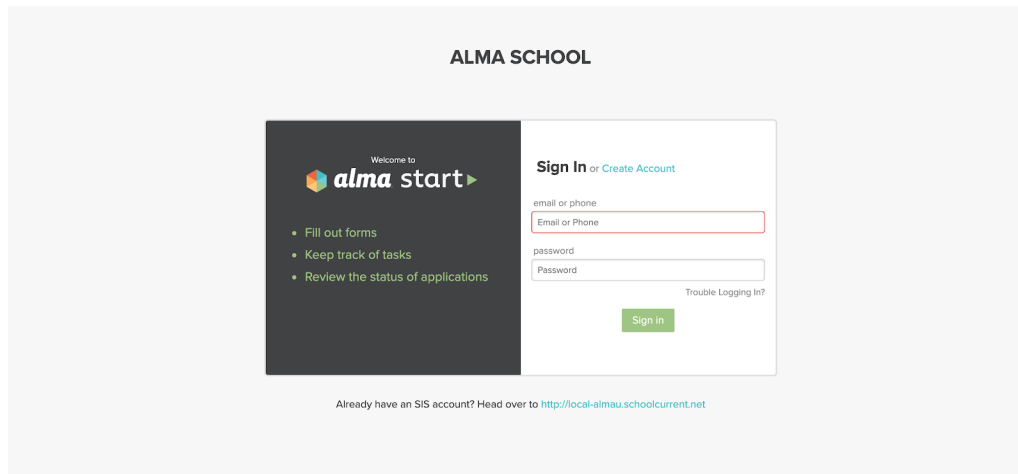 ALMA SCHOOL
Welcome to
alma start
• Fill out forms
• Keep track of tasks
• Review the status of applications
Sign In or Create Account
email or phone
Email or Phone
password
Password
Trouble Logging In?
Sign in
Already have an SIS account? Head over to http://local-almau.schoolcurrent.net